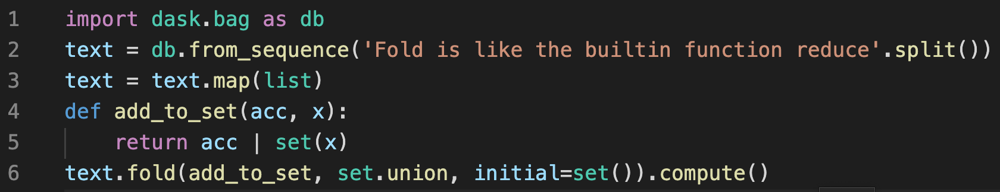 1 import dask.bag as db
2 text = db.from_sequence('Fold is like the builtin function reduce'.split())
3 text = text.map(list)
4 def add_to_set(acc, x):
5     return acc | set(x)
6 text.fold(add_to_set, set.union, initial=set()).compute()